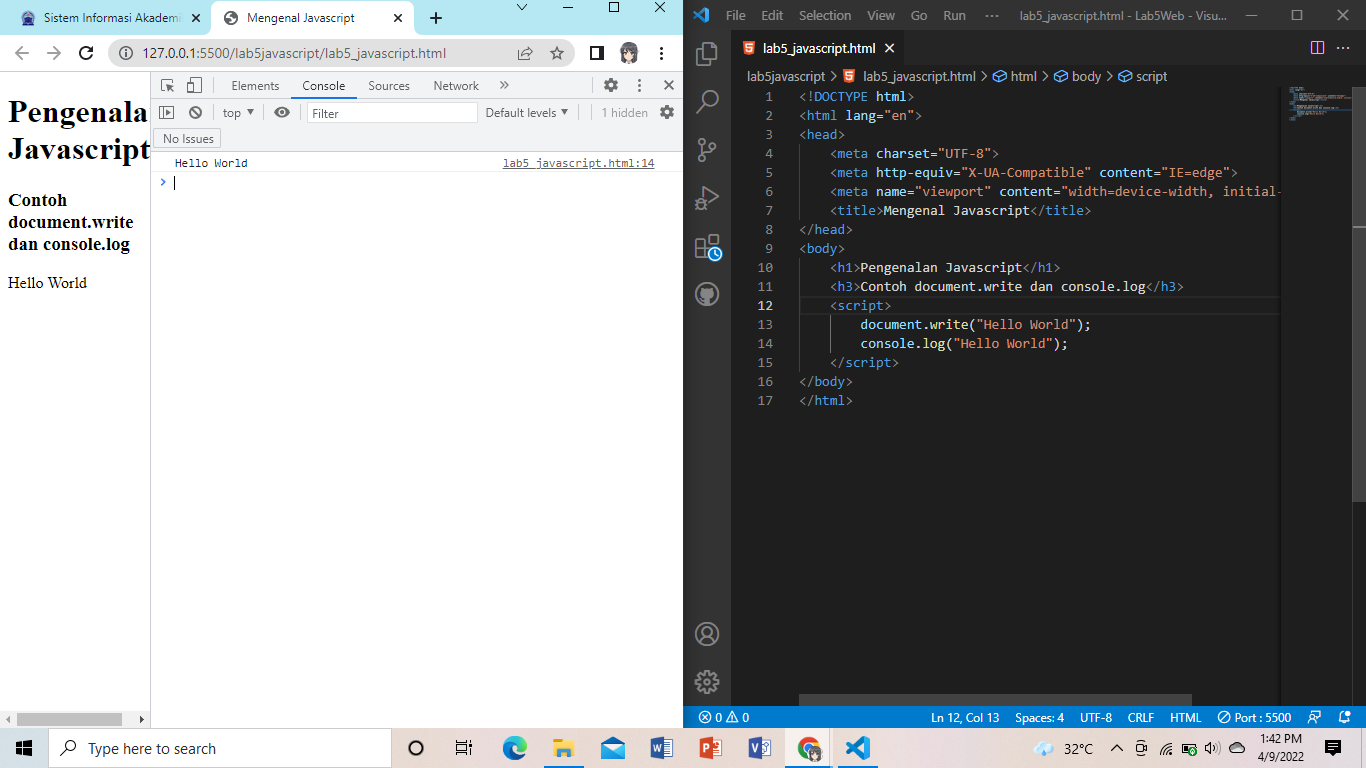 Sistem Informasi Akademi
Mengenal Javascript
127.0.0.1:5500/lab5javascript/lab5_javascript.html
Pengenala
Javascript
Contoh
document.write
dan console.log
Hello World
Elements Console Sources Network
top Filter Default levels 1 hidden
No Issues
Hello World lab5_javascript.html:14
File Edit Selection View Go Run ··· lab5_javascript.html - Lab5Web - Visu...
lab5_javascript.html
lab5javascript > lab5_javascript.html > html > body > script
1 <!DOCTYPE html>
2 <html lang="en">
3 <head>
4 <meta charset="UTF-8">
5 <meta http-equiv="X-UA-Compatible" content="IE=edge">
6 <meta name="viewport" content="width=device-width, initial-
7 <title>Mengenal Javascript</title>
8 </head>
9 <body>
10 <h1>Pengenalan Javascript</h1>
11 <h3>Contoh document.write dan console.log</h3>
12 <script>
13 document.write("Hello World");
14 console.log("Hello World");
15 </script>
16 </body>
17 </html>
0 0 Ln 12, Col 13 Spaces: 4 UTF-8 CRLF HTML Port : 5500
Type here to search
32°C
1:42 PM
4/9/2022